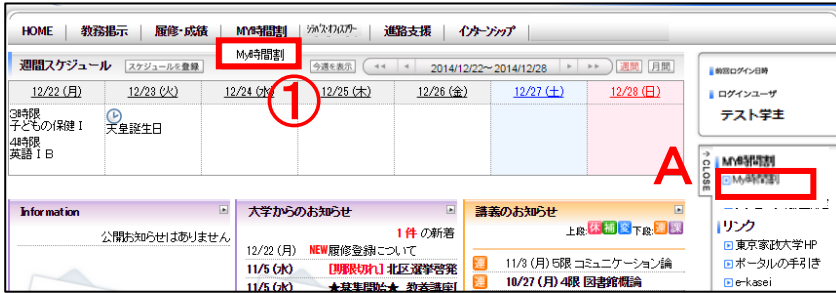 HOME 教務掲示 履修・成績 MY時間割 シラバス・オフィスアワー 進路支援 インターンシップ
My時間割
①
週間スケジュール スケジュールを登録 今週を表示 2014/12/22～2014/12/28 週間 月間
12/22 (月) 12/23 (火) 12/24 (水) 12/25 (木) 12/26 (金) 12/27 (土) 12/28 (日)
3時限
子どもの保健Ⅰ
4時限
英語ⅠB
天皇誕生日
前回ログイン日時
ログインユーザ
テスト学主
A
CLOSE
MY時間割
My時間割
リンク
東京家政大学HP
ポータルの手引き
e-kasei
Information
公開お知らせはありません
大学からのお知らせ
1件 の新着
12/22 (月) NEW履修登録について
11/5 (水) 【期限切れ】北区選挙啓発
11/5 (水) ★募集開始★ 教養講座[
講義のお知らせ
上段:休補変下段:連課
連 11/3 (月) 5限 コミュニケーション論
連 10/27 (月) 4限 図書館概論